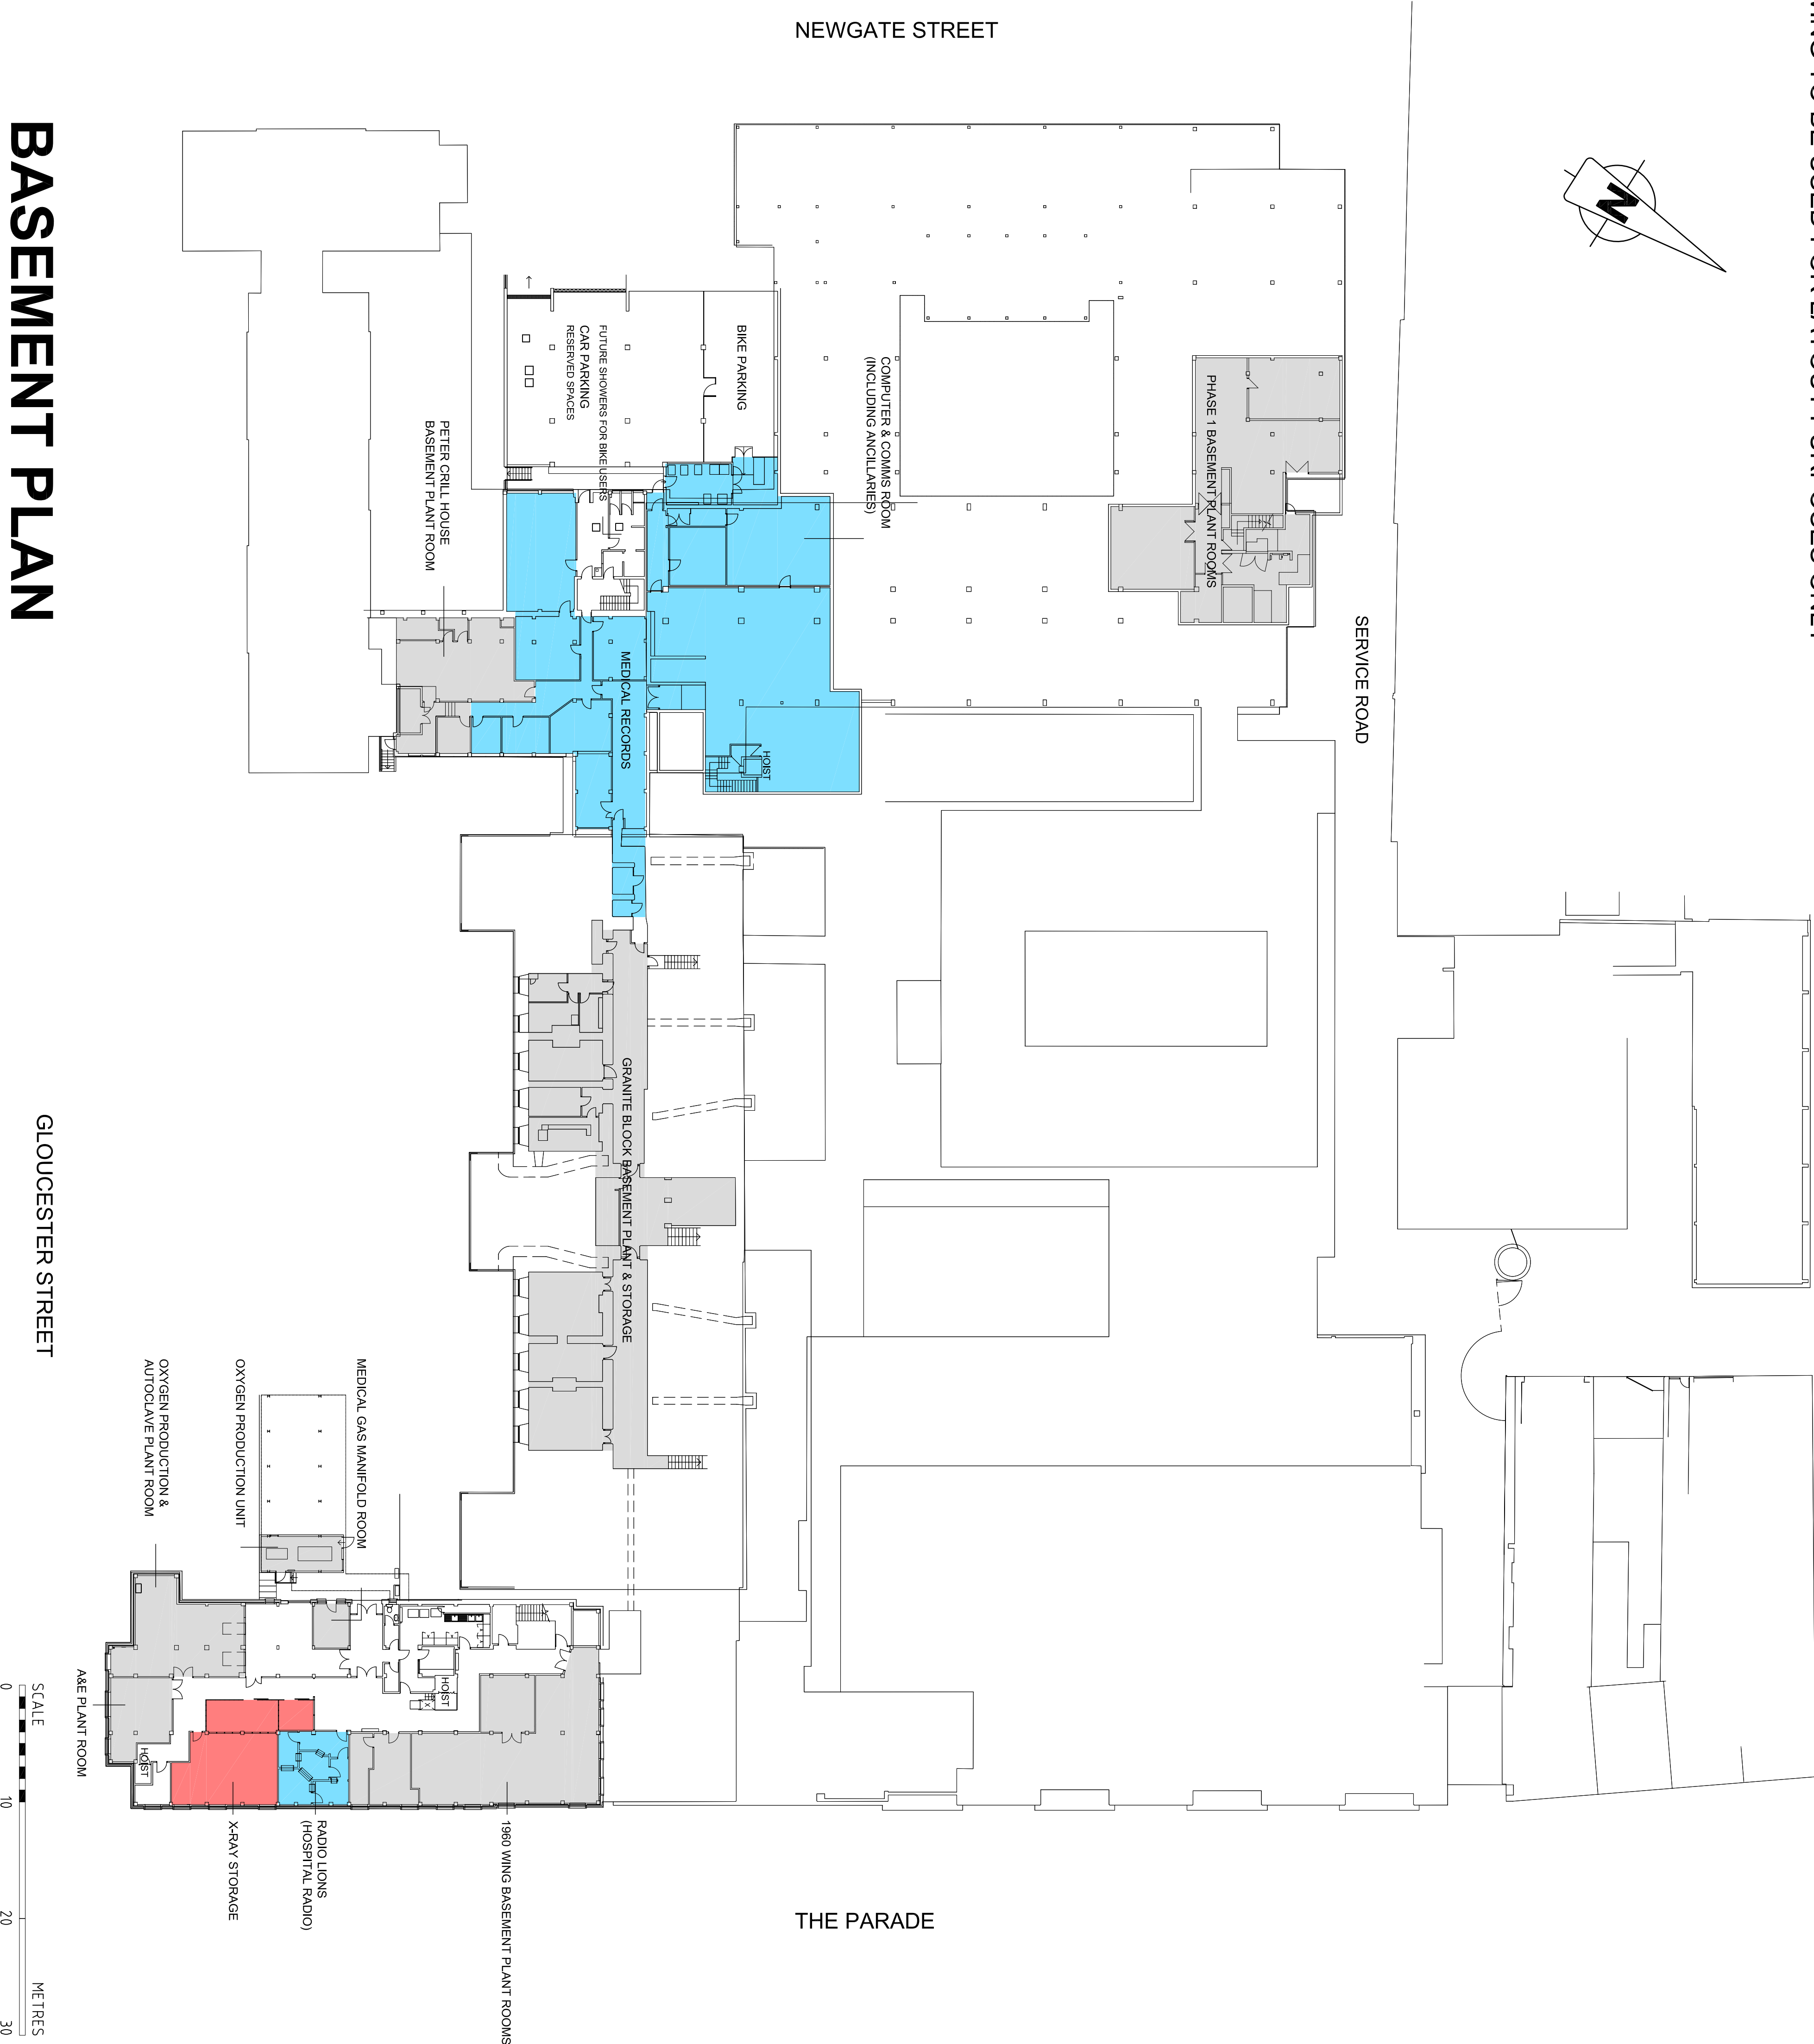 NEWGATE STREET
BASEMENT PLAN
N
BIKE PARKING
FUTURE SHOWERS FOR BIKE USERS
CAR PARKING
RESERVED SPACES
COMPUTER & COMMS ROOM
(INCLUDING ANCILLARIES)
PHASE 1 BASEMENT PLANT ROOMS
PETER CRILL HOUSE
BASEMENT PLANT ROOM
MEDICAL RECORDS
HOIST
SERVICE ROAD
GRANITE BLOCK BASEMENT PLANT & STORAGE
GLOUCESTER STREET
MEDICAL GAS MANIFOLD ROOM
OXYGEN PRODUCTION UNIT
OXYGEN PRODUCTION &
AUTOCLAVE PLANT ROOM
A&E PLANT ROOM
HOIST
HOIST
1960 WING BASEMENT PLANT ROOMS
RADIO LIONS
(HOSPITAL RADIO)
X-RAY STORAGE
THE PARADE
SCALE METRES
0 10 20 30